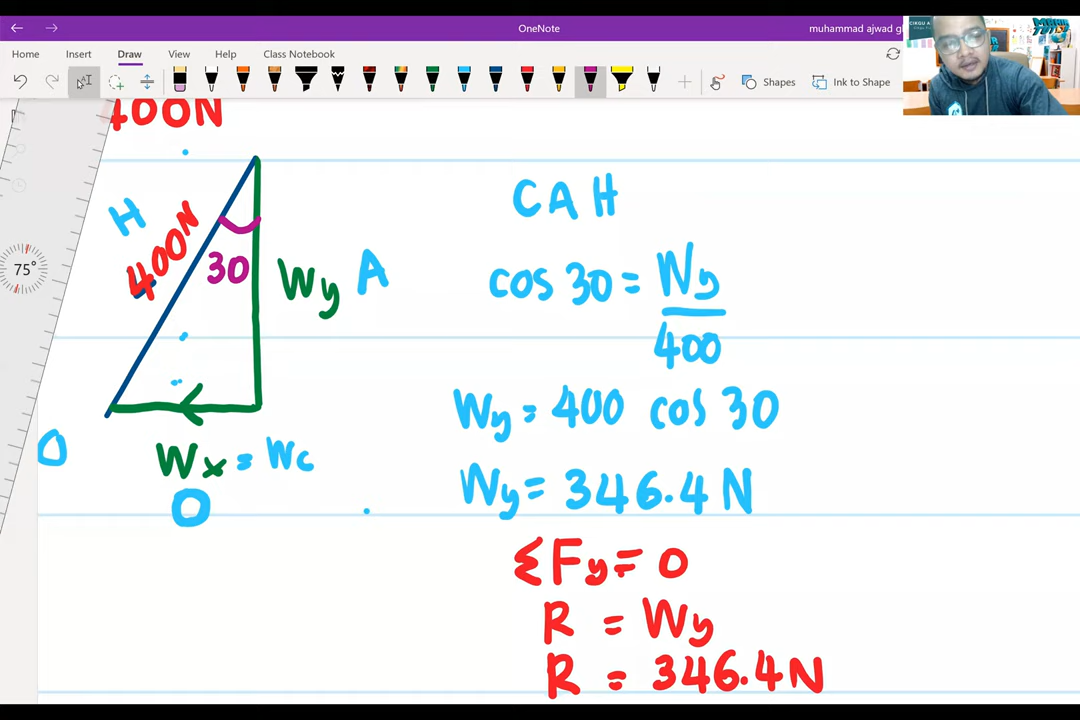 OneNote
muhammad ajwad g
Home Insert Draw View Help Class Notebook
Shapes Ink to Shape
400N
H
400N
30
Wy A
75°
Wx = Wc
O
O
CAH
cos 30 = Wy
400
Wy = 400 cos 30
Wy = 346.4 N
ΣFy = 0
R = Wy
R = 346.4N